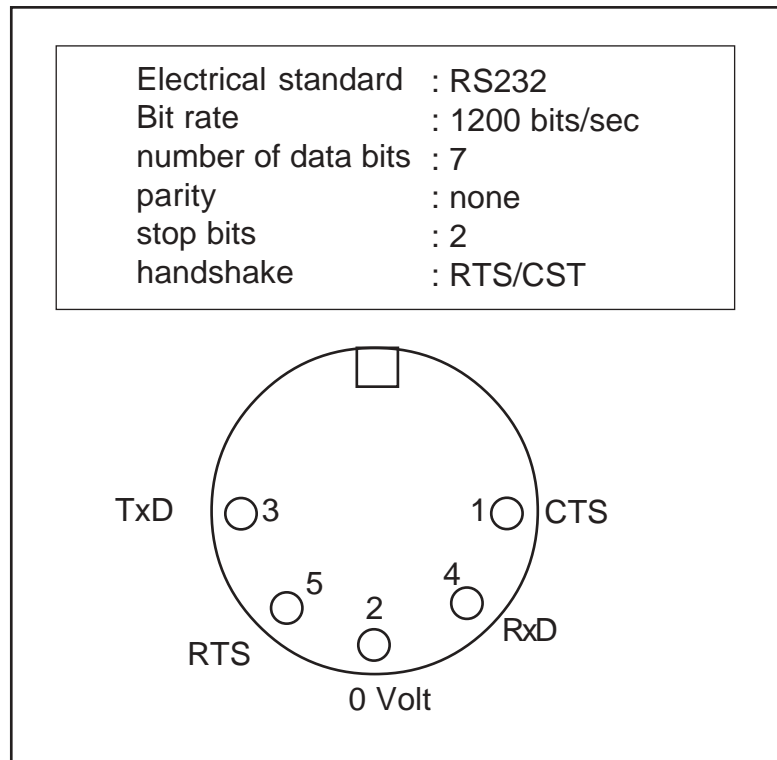 Electrical standard : RS232
Bit rate : 1200 bits/sec
number of data bits : 7
parity : none
stop bits : 2
handshake : RTS/CST
TxD 3 1 CTS
5 4
RTS 2 RxD
0 Volt